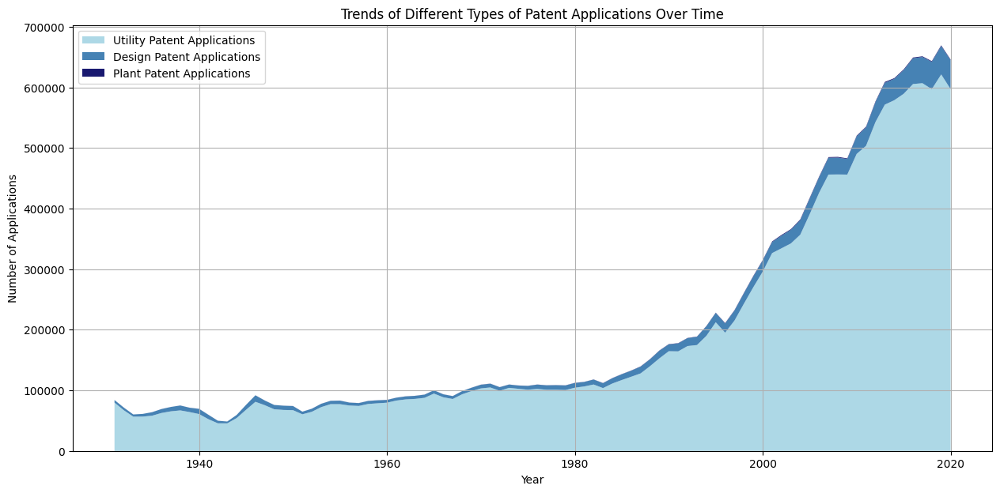 Trends of Different Types of Patent Applications Over Time
700000
600000
500000
400000
300000
200000
100000
0
Number of Applications
Utility Patent Applications
Design Patent Applications
Plant Patent Applications
1940
1960
1980
2000
2020
Year